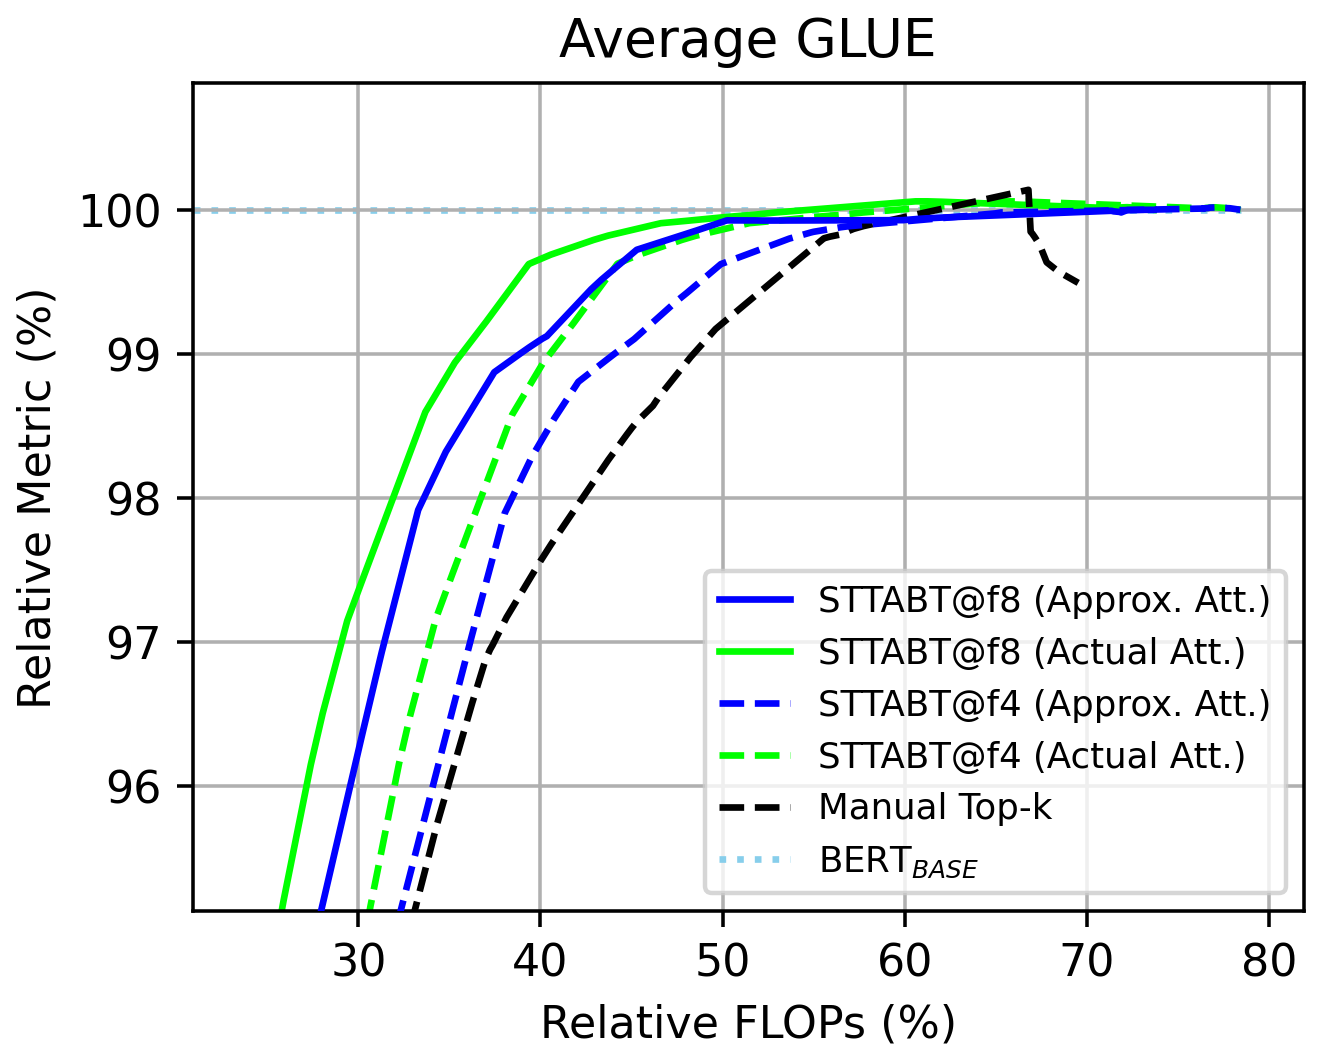 Average GLUE
Relative Metric (%)
100
99
98
97
96
STTABT@f8 (Approx. Att.)
STTABT@f8 (Actual Att.)
STTABT@f4 (Approx. Att.)
STTABT@f4 (Actual Att.)
Manual Top-k
BERT_BASE
30 40 50 60 70 80
Relative FLOPs (%)